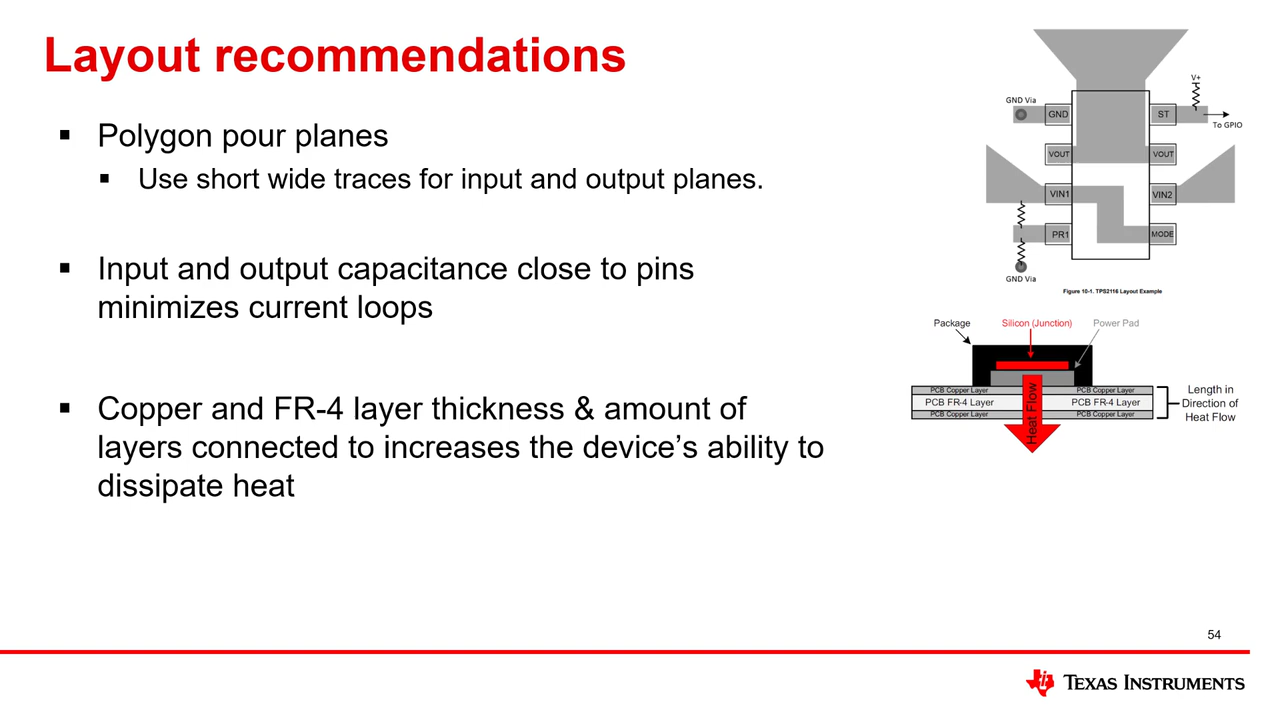 Layout recommendations
▪ Polygon pour planes
▪ Use short wide traces for input and output planes.
▪ Input and output capacitance close to pins
minimizes current loops
▪ Copper and FR-4 layer thickness & amount of
layers connected to increases the device’s ability to
dissipate heat
V+
GND Via
GND
ST
To GPIO
VOUT
VOUT
VIN1
VIN2
PR1
MODE
GND Via
Figure 10-1. TPS2116 Layout Example
Package
Silicon (Junction)
Power Pad
PCB Copper Layer
PCB Copper Layer
PCB FR-4 Layer
PCB FR-4 Layer
PCB Copper Layer
PCB Copper Layer
Heat Flow
Length in
Direction of
Heat Flow
54
TEXAS INSTRUMENTS